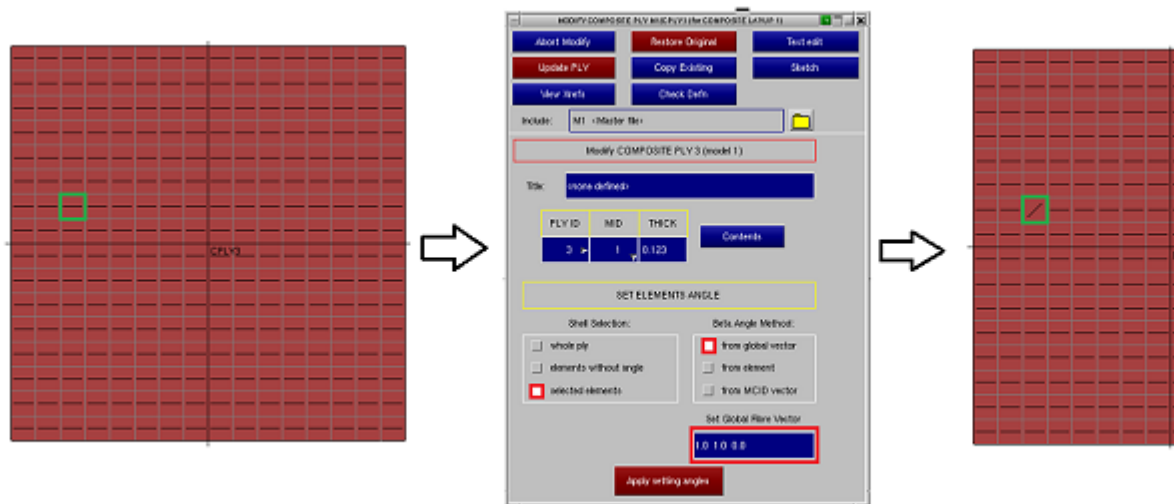 MODIFY COMPOSITE PLY M1/CPLY3 (for COMPOSITE LAYUP 1)
Abort Modify Restore Original Text edit
Update PLY Copy Existing Sketch
View Xrefs Check Defn
Include: M1 <Master file>
Modify COMPOSITE PLY 3 (model 1)
Title: <none defined>
PLY ID MID THICK
Contents
3 1 0.123
CPLY3
SET ELEMENTS ANGLE
Shell Selection: Beta Angle Method:
whole ply from global vector
elements without angle from element
selected elements from MCID vector
Set Global Fibre Vector
1.0 1.0 0.0
Apply setting angles